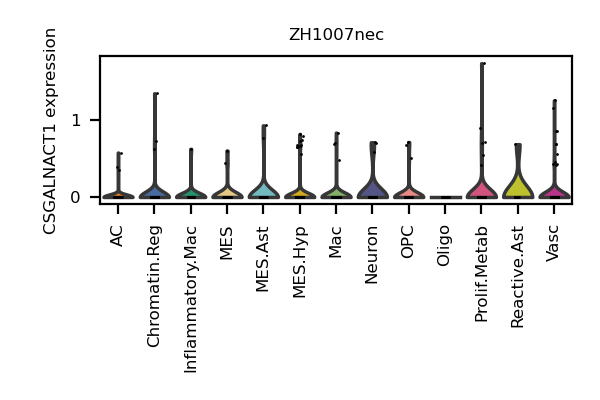 ZH1007nec
CSGALNACT1 expression
1
0
AC
Chromatin.Reg
Inflammatory.Mac
MES
MES.Ast
MES.Hyp
Mac
Neuron
OPC
Oligo
Prolif.Metab
Reactive.Ast
Vasc